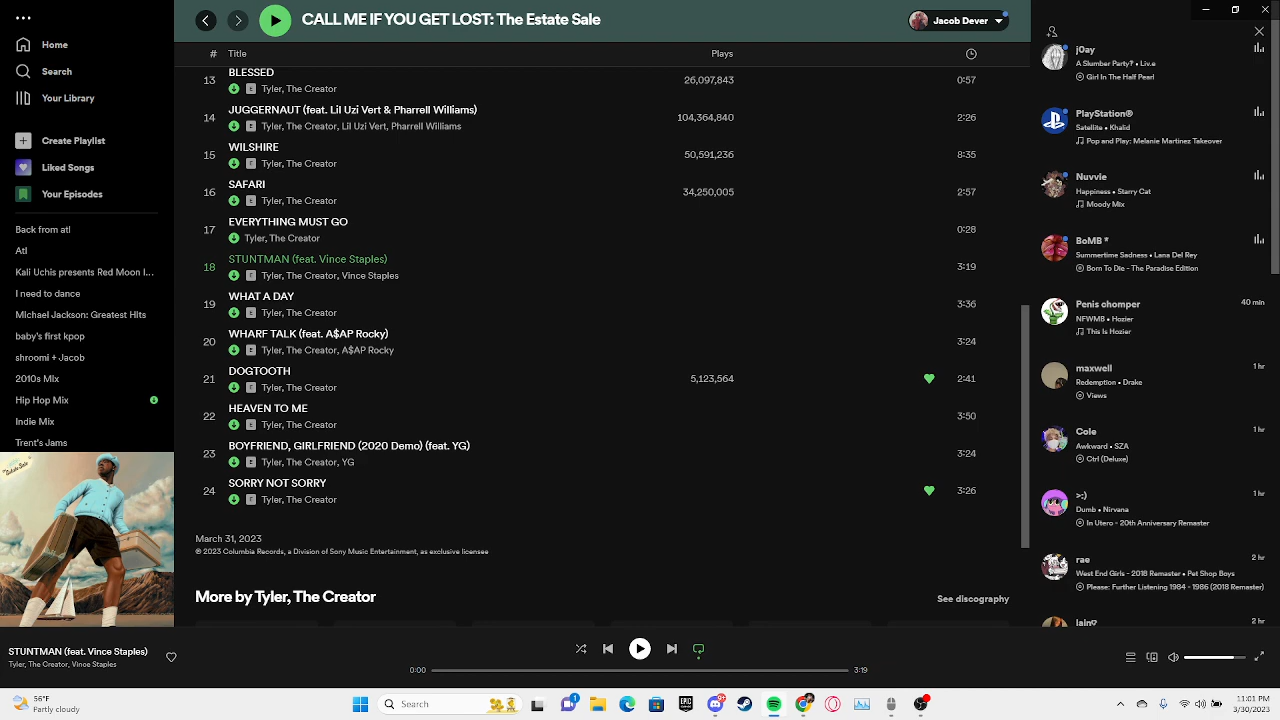 Home
Search
Your Library
Create Playlist
Liked Songs
Your Episodes
Back from atl
Atl
Kali Uchis presents Red Moon I...
I need to dance
Michael Jackson: Greatest Hits
baby's first kpop
shroomi + Jacob
2010s Mix
Hip Hop Mix
Indie Mix
Trent's Jams
CALL ME IF YOU GET LOST: The Estate Sale
Jacob Dever
# Title Plays
13 BLESSED 26,097,843 0:57
E Tyler, The Creator
14 JUGGERNAUT (feat. Lil Uzi Vert & Pharrell Williams) 104,364,840 2:26
E Tyler, The Creator, Lil Uzi Vert, Pharrell Williams
15 WILSHIRE 50,591,236 8:35
E Tyler, The Creator
16 SAFARI 34,250,005 2:57
E Tyler, The Creator
17 EVERYTHING MUST GO 0:28
Tyler, The Creator
18 STUNTMAN (feat. Vince Staples) 3:19
E Tyler, The Creator, Vince Staples
19 WHAT A DAY 3:36
E Tyler, The Creator
20 WHARF TALK (feat. A$AP Rocky) 3:24
E Tyler, The Creator, A$AP Rocky
21 DOGTOOTH 5,123,564 2:41
E Tyler, The Creator
22 HEAVEN TO ME 3:50
E Tyler, The Creator
23 BOYFRIEND, GIRLFRIEND (2020 Demo) (feat. YG) 3:24
E Tyler, The Creator, YG
24 SORRY NOT SORRY 3:26
E Tyler, The Creator
March 31, 2023
℗ 2023 Columbia Records, a Division of Sony Music Entertainment, as exclusive licensee
More by Tyler, The Creator
See discography
j0ay
A Slumber Party? • Liv.e
Girl In The Half Pearl
PlayStation®
Satellite • Khalid
Pop and Play: Melanie Martinez Takeover
Nuvvie
Happiness • Starry Cat
Moody Mix
BoMB *
Summertime Sadness • Lana Del Rey
Born To Die - The Paradise Edition
Penis chomper 40 min
NFWMB • Hozier
This Is Hozier
maxwell 1 hr
Redemption • Drake
Views
Cole 1 hr
Awkward • SZA
Ctrl (Deluxe)
>:) 1 hr
Dumb • Nirvana
In Utero - 20th Anniversary Remaster
rae 2 hr
West End Girls - 2018 Remaster • Pet Shop Boys
Please: Further Listening 1984 - 1986 (2018 Remaster)
2 hr
STUNTMAN (feat. Vince Staples)
Tyler, The Creator, Vince Staples
0:00 3:19
56°F
Partly cloudy
Search
11:01 PM
3/30/2023